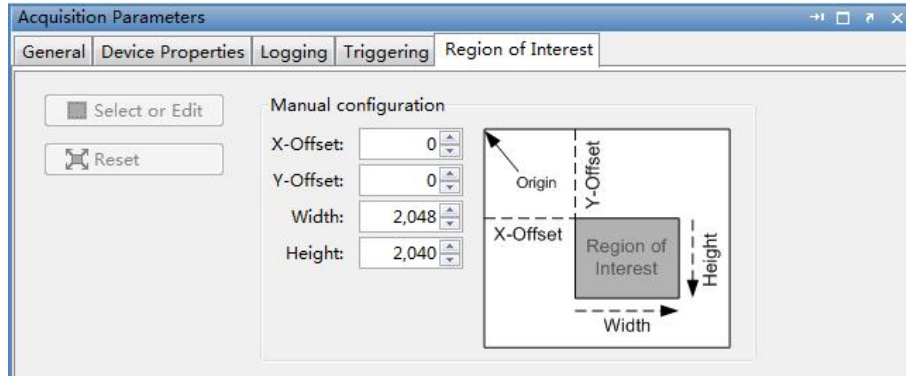 Acquisition Parameters
General Device Properties Logging Triggering Region of Interest
Select or Edit
Reset
Manual configuration
X-Offset: 0
Y-Offset: 0
Width: 2,048
Height: 2,040
Origin
Y-Offset
X-Offset
Region of
Interest
Height
Width